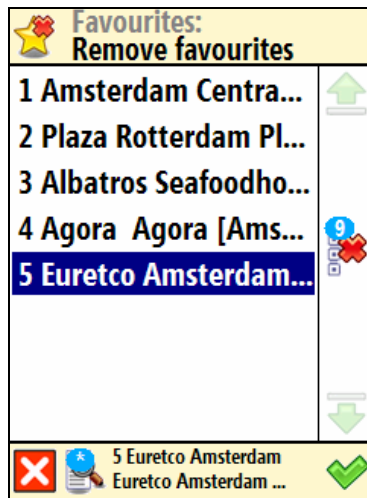 Favourites:
Remove favourites
1 Amsterdam Centra...
2 Plaza Rotterdam Pl...
3 Albatros Seafoodho...
4 Agora Agora [Ams...
9
5 Euretco Amsterdam...
*
5 Euretco Amsterdam
Euretco Amsterdam ...